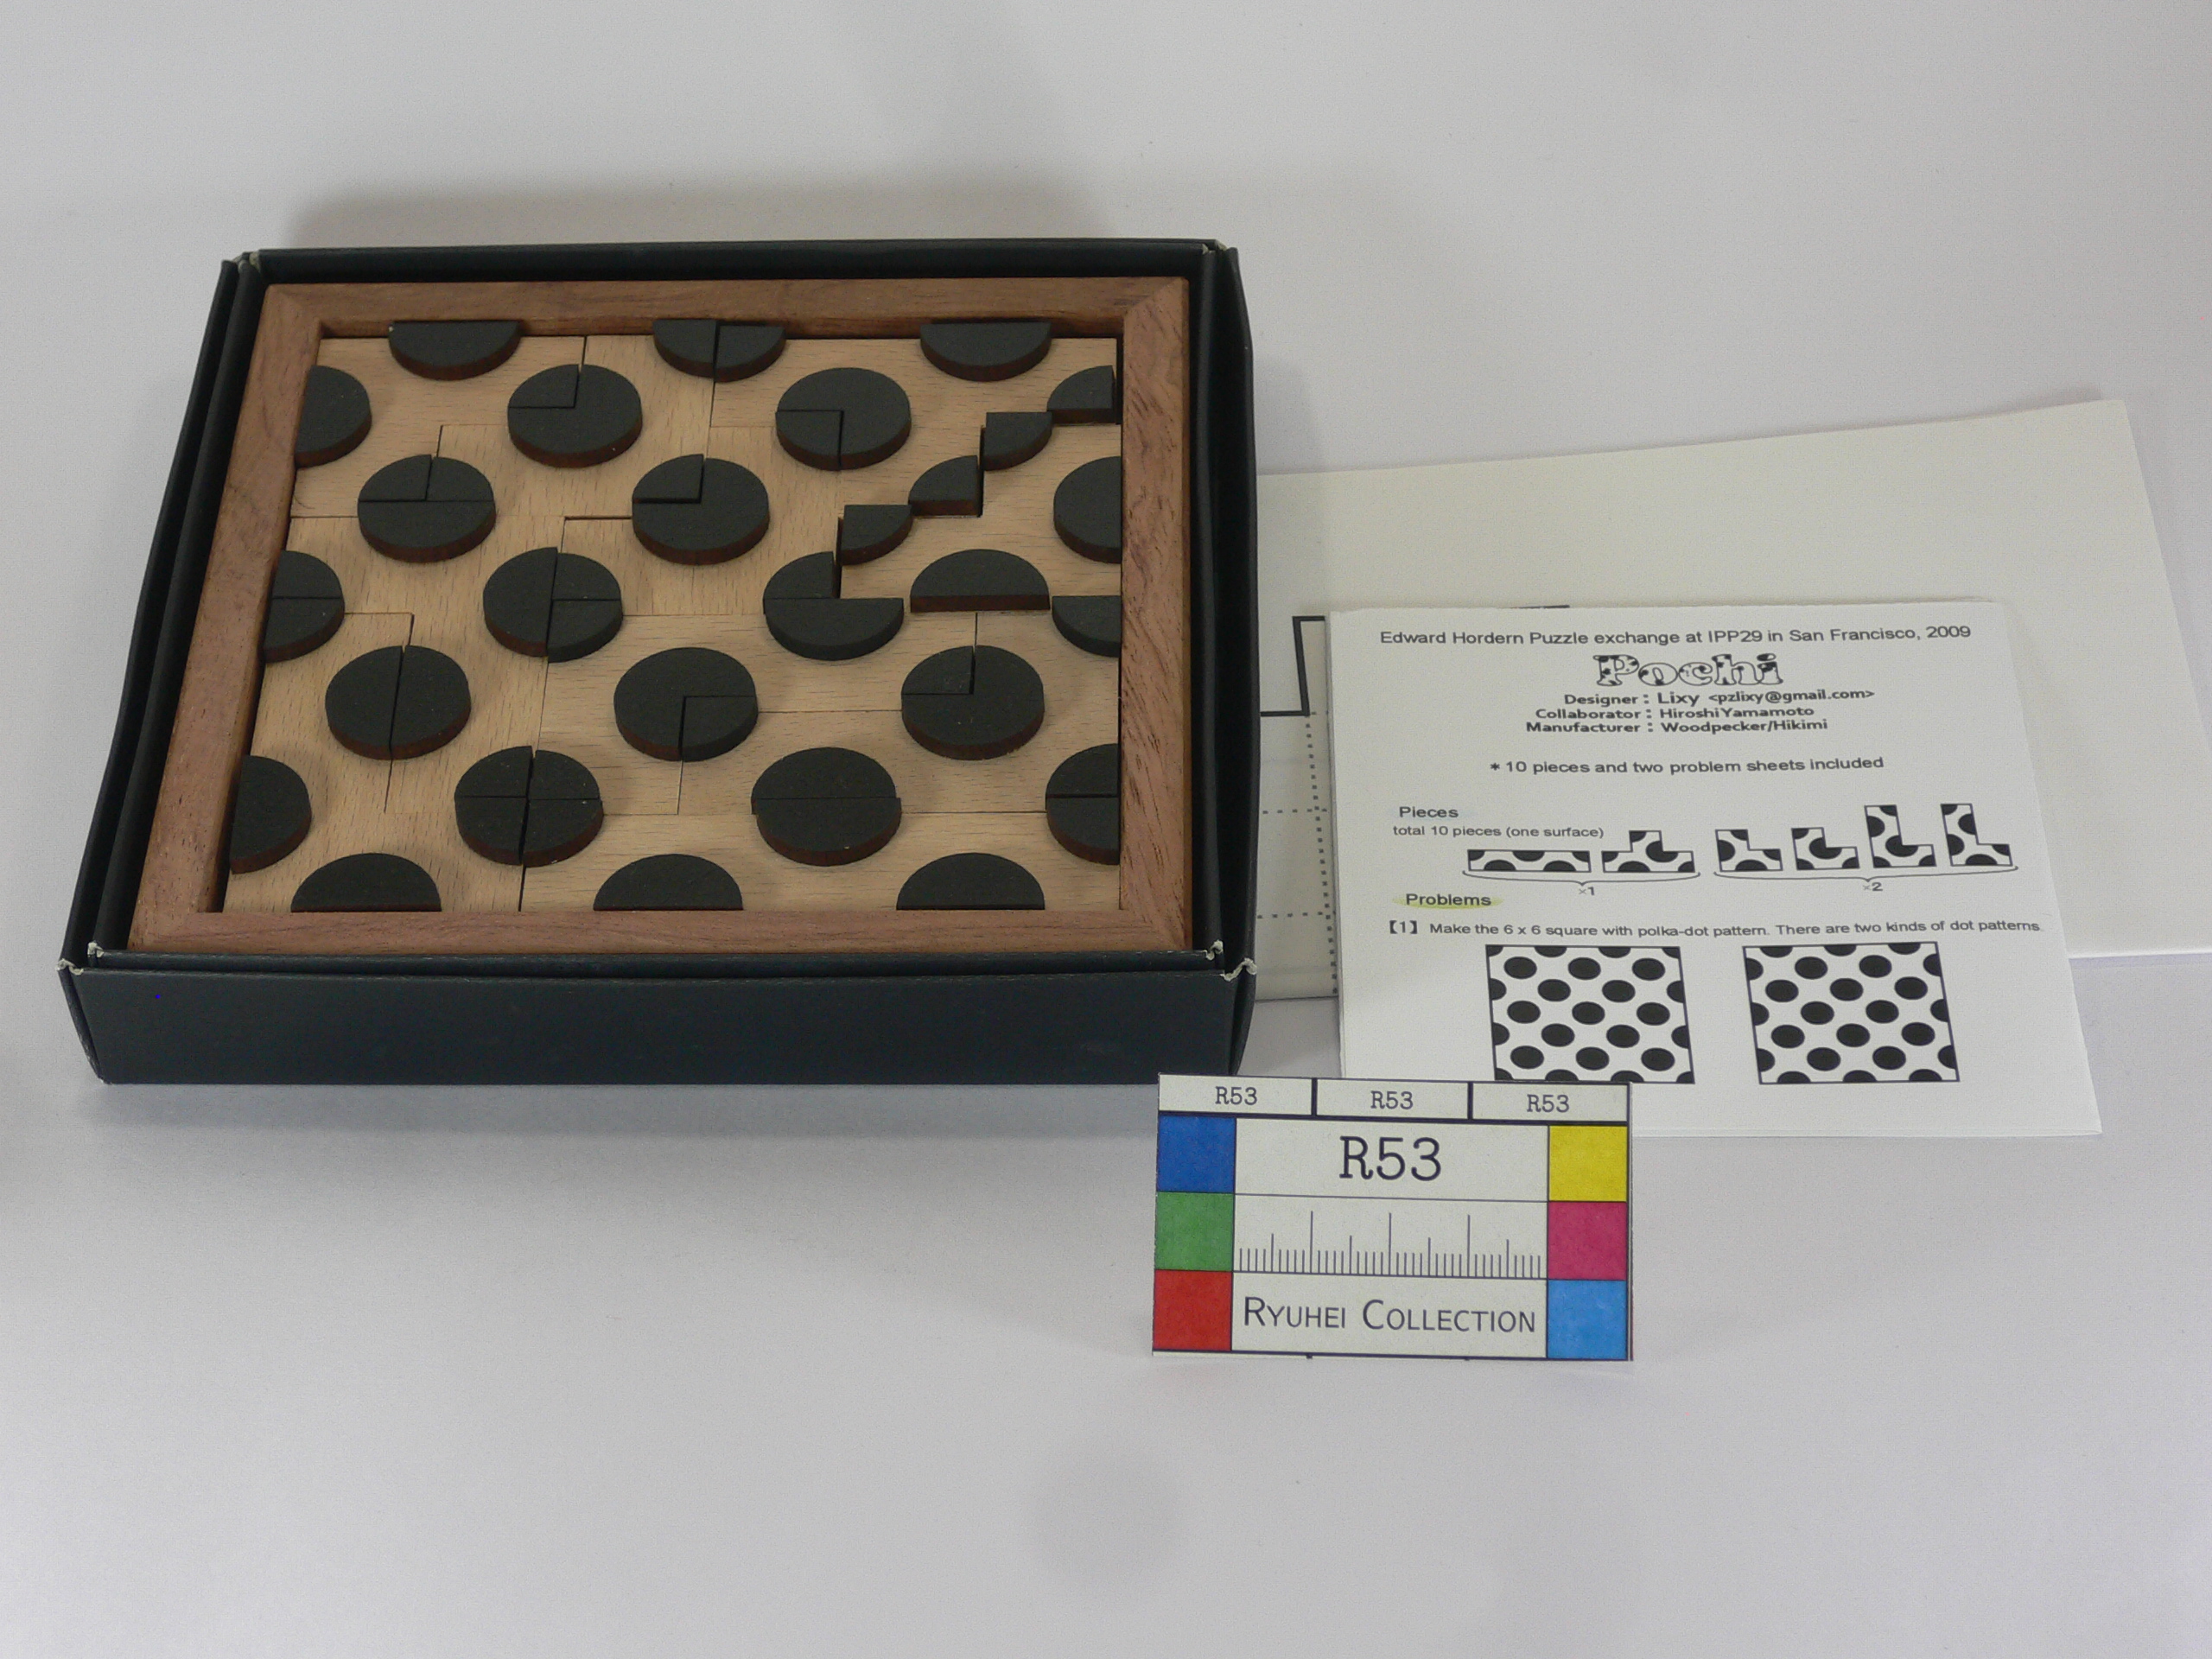 Edward Hordern Puzzle exchange at IPP29 in San Francisco, 2009
Pochi
Designer : Lixy <pzlixy@gmail.com>
Collaborator : HiroshiYamamoto
Manufacturer : Woodpecker/Hikimi
* 10 pieces and two problem sheets included
Pieces
total 10 pieces (one surface)
×1
×2
Problems
【1】 Make the 6 x 6 square with polka-dot pattern. There are two kinds of dot patterns.
R53 R53 R53
R53
RYUHEI COLLECTION